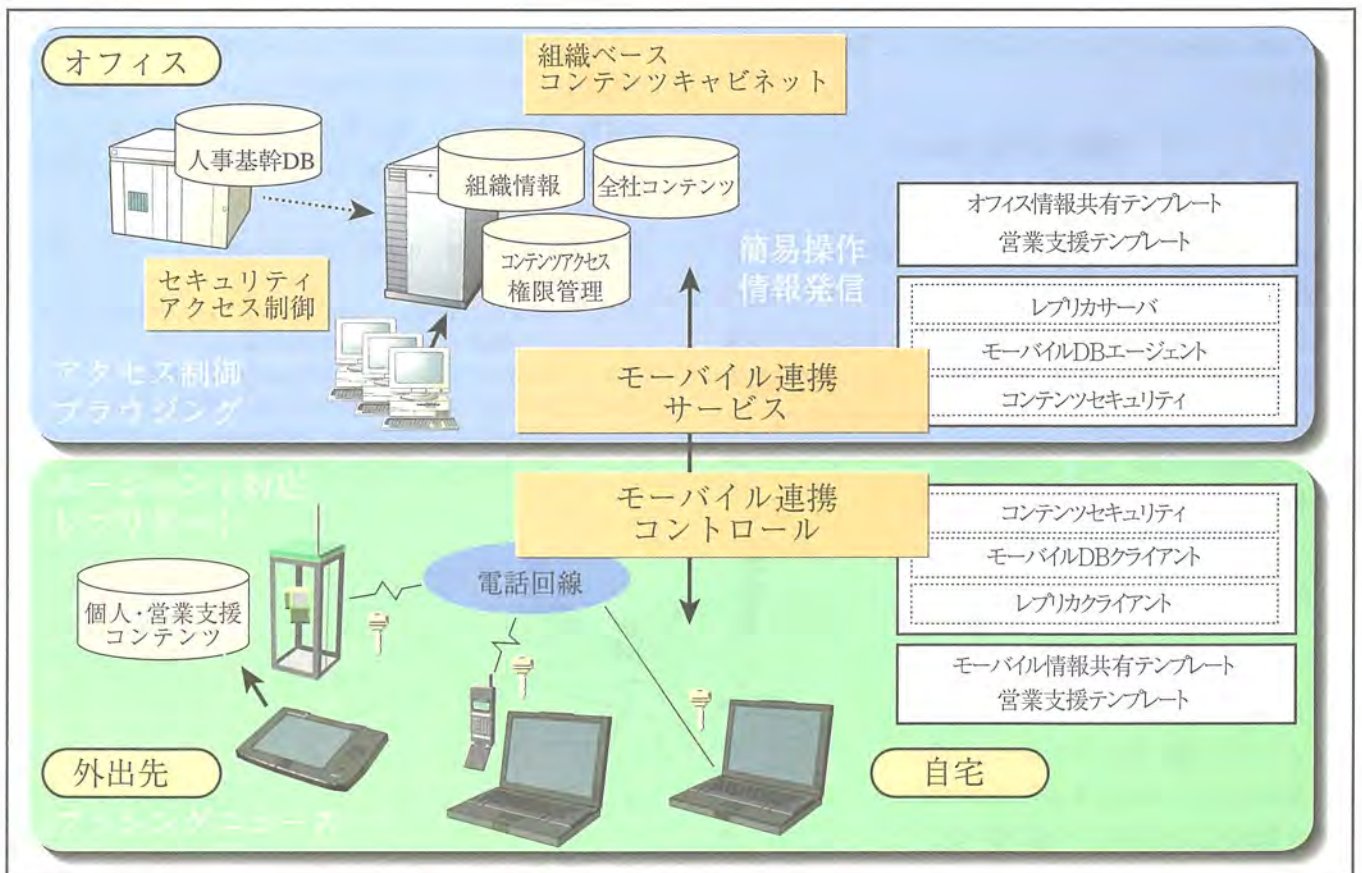 オフィス
組織ベース
コンテンツキャビネット
人事基幹DB
組織情報
全社コンテンツ
コンテンツアクセス
権限管理
セキュリティ
アクセス制御
簡易操作
情報発信
オフィス情報共有テンプレート
営業支援テンプレート
レプリカサーバ
モーバイルDBエージェント
コンテンツセキュリティ
アクセス制御
ブラウジング
モーバイル連携
サービス
モーバイル連携
コントロール
コンテンツセキュリティ
モーバイルDBクライアント
レプリカクライアント
モーバイル情報共有テンプレート
営業支援テンプレート
電話回線
個人・営業支援
コンテンツ
外出先
自宅